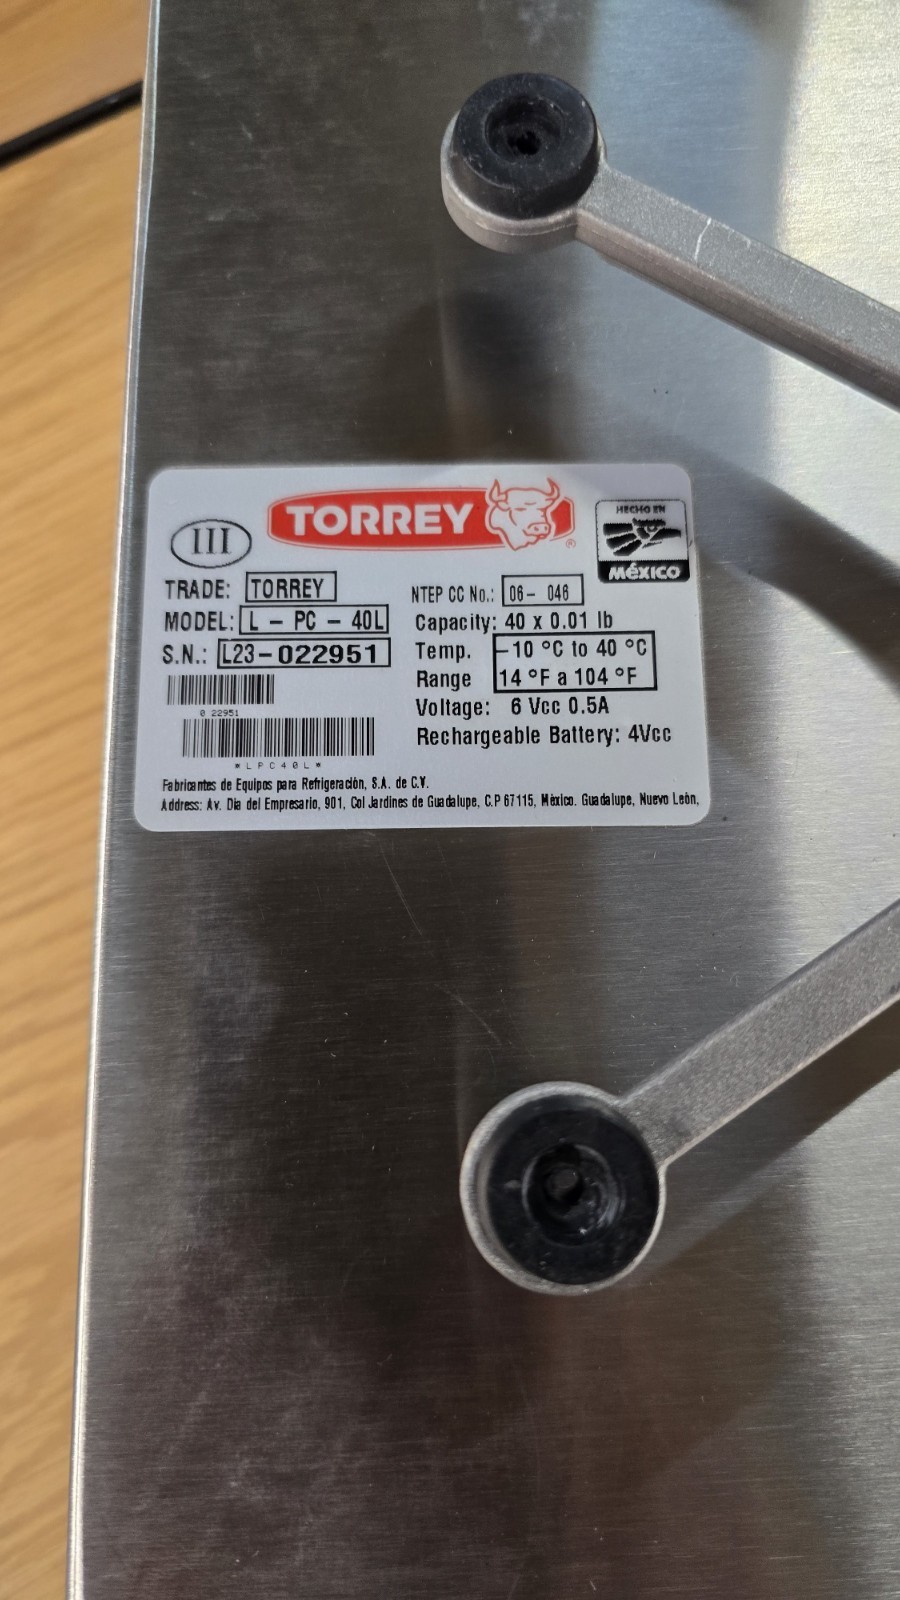 III
TORREY
®
HECHO EN
MéXICO
TRADE: TORREY
MODEL: L - PC - 40L
S.N.: L23-022951
0 22951
*LPC40L*
NTEP CC No.: 06- 046
Capacity: 40 x 0.01 lb
Temp. -10 °C to 40 °C
Range 14 °F a 104 °F
Voltage: 6 Vcc 0.5A
Rechargeable Battery: 4Vcc
Fabricantes de Equipos para Refrigeración, S.A. de C.V.
Address: Av. Dia del Empresario, 901, Col Jardines de Guadalupe, C.P 67115, México. Guadalupe, Nuevo León,